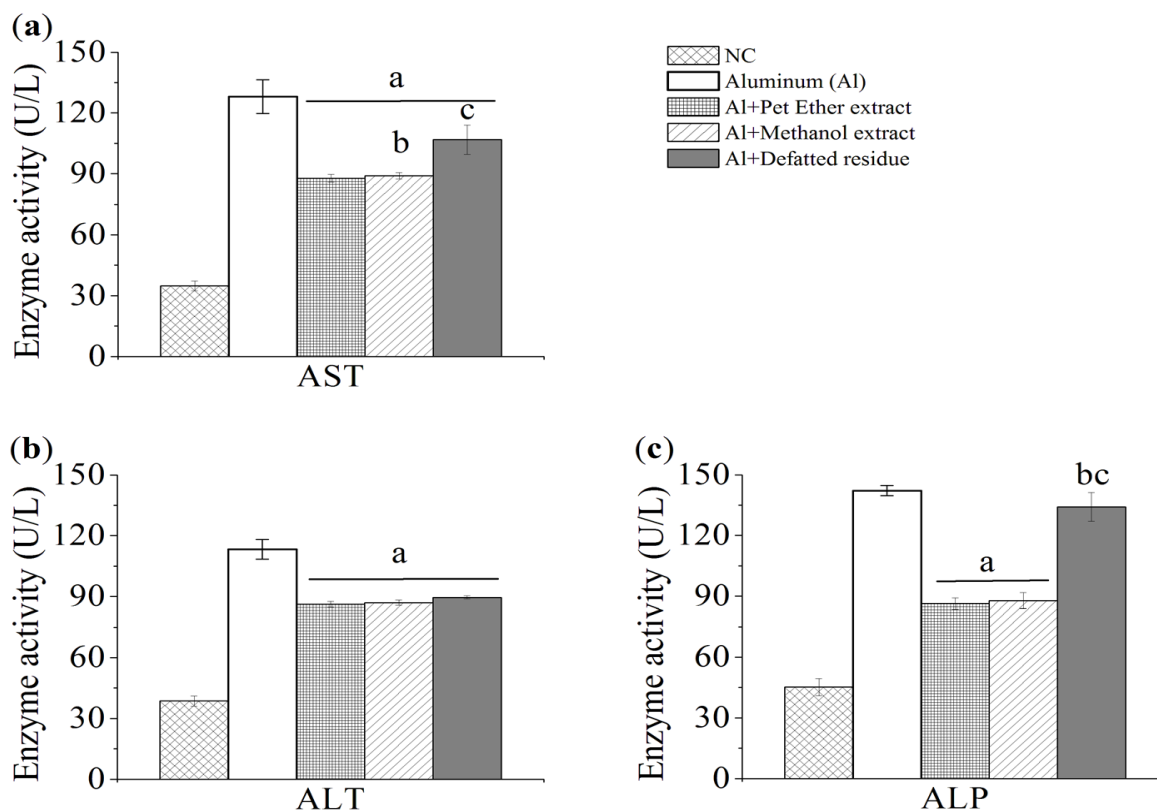 (a)
150
120
90
60
30
0
Enzyme activity (U/L)
a
b
c
AST
NC
Aluminum (Al)
Al+Pet Ether extract
Al+Methanol extract
Al+Defatted residue
(b)
150
120
90
60
30
0
Enzyme activity (U/L)
a
ALT
(c)
150
120
90
60
30
0
Enzyme activity (U/L)
a
bc
ALP